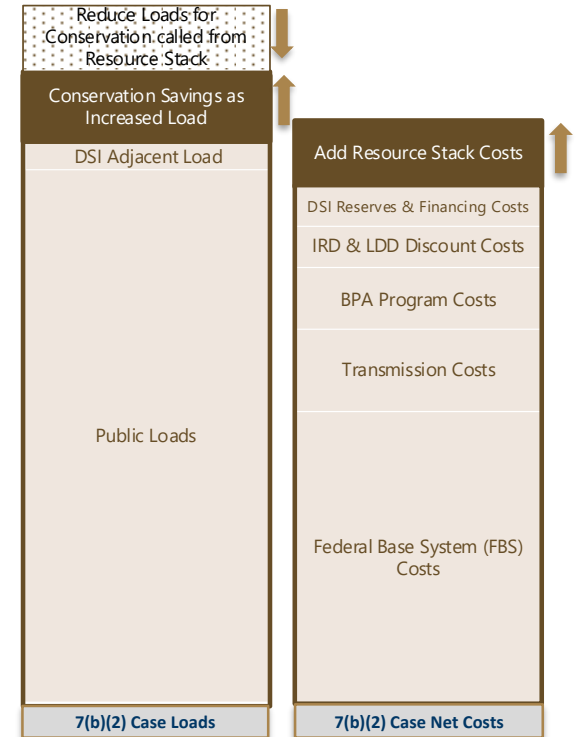 Reduce Loads for
Conservation called from
Resource Stack
Conservation Savings as
Increased Load
DSI Adjacent Load
Public Loads
7(b)(2) Case Loads
Add Resource Stack Costs
DSI Reserves & Financing Costs
IRD & LDD Discount Costs
BPA Program Costs
Transmission Costs
Federal Base System (FBS)
Costs
7(b)(2) Case Net Costs